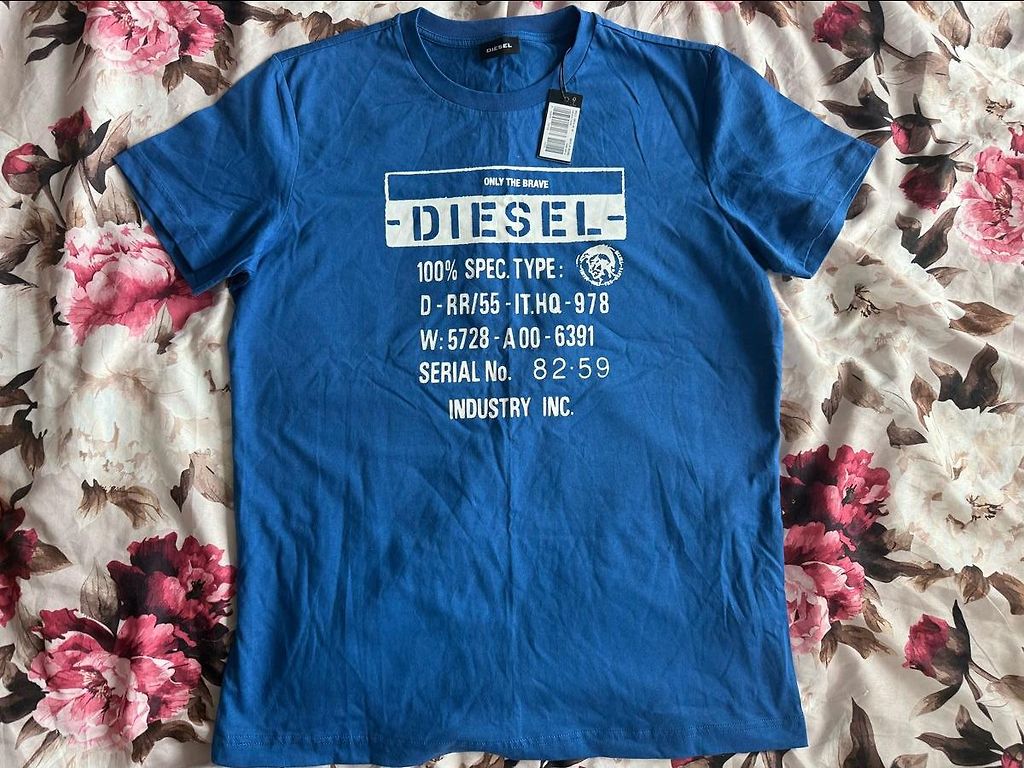 DIESEL
ONLY THE BRAVE
-DIESEL-
100% SPEC. TYPE:
D-RR/55-IT.HQ-978
W:5728-A00-6391
SERIAL No. 82·59
INDUSTRY INC.